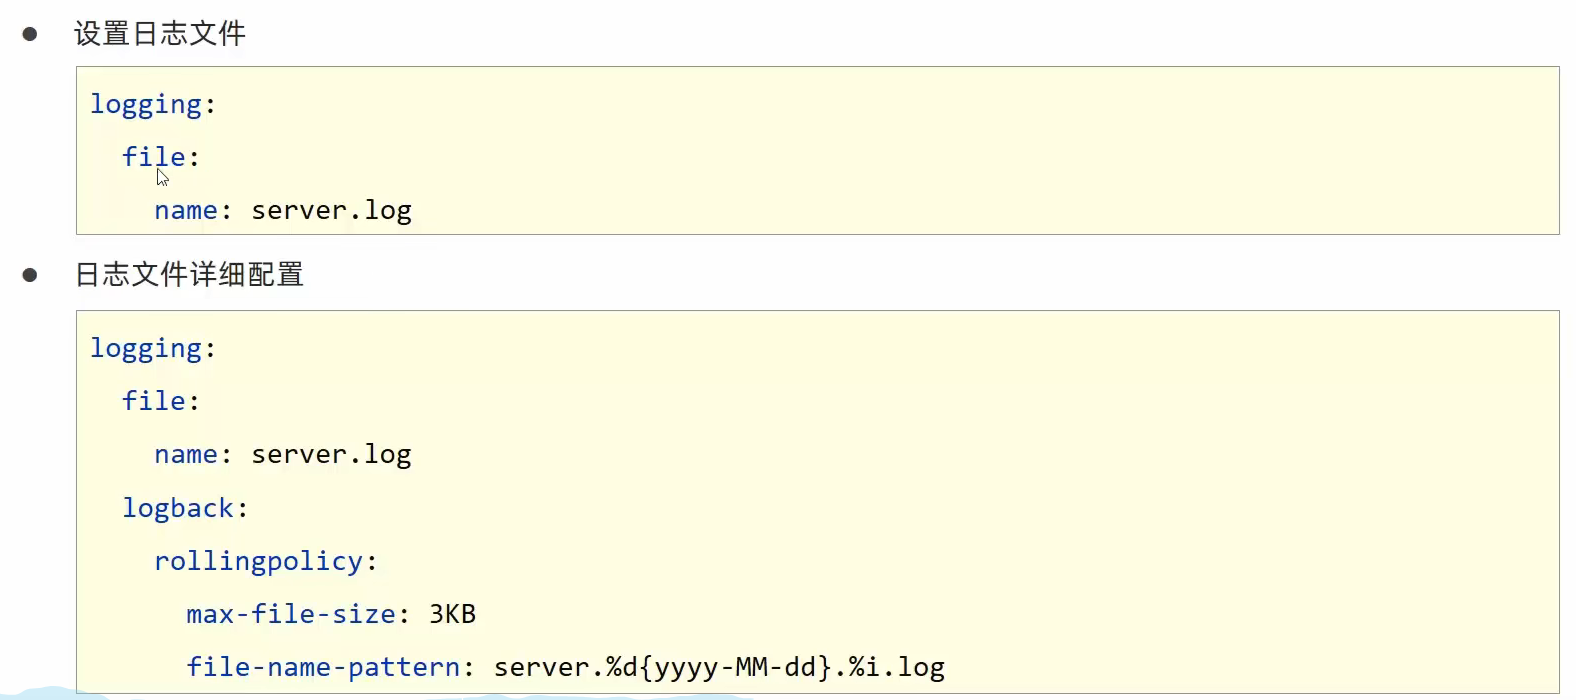 ● 设置日志文件
logging:
  file:
    name: server.log
● 日志文件详细配置
logging:
  file:
    name: server.log
  logback:
    rollingpolicy:
      max-file-size: 3KB
      file-name-pattern: server.%d{yyyy-MM-dd}.%i.log